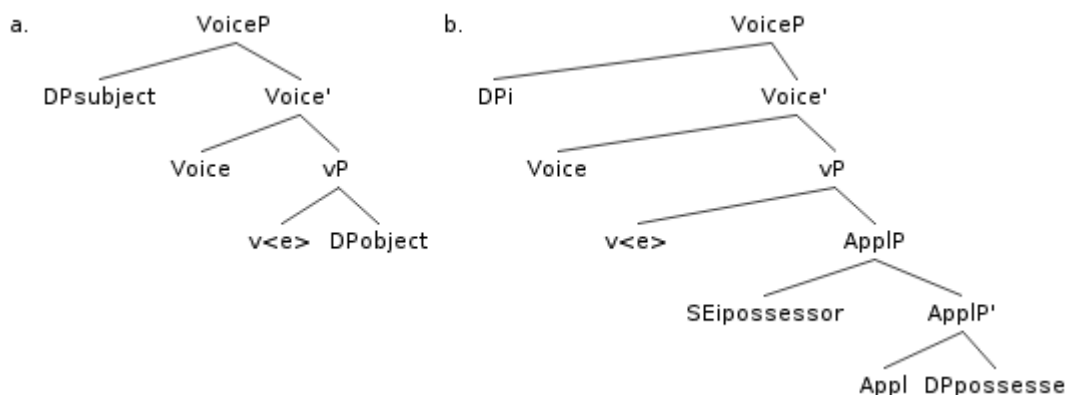 a. VoiceP b. VoiceP
DPsubject Voice' DPi Voice'
Voice vP Voice vP
v<e> DPobject v<e> ApplP
SEipossessor ApplP'
Appl DPpossesse